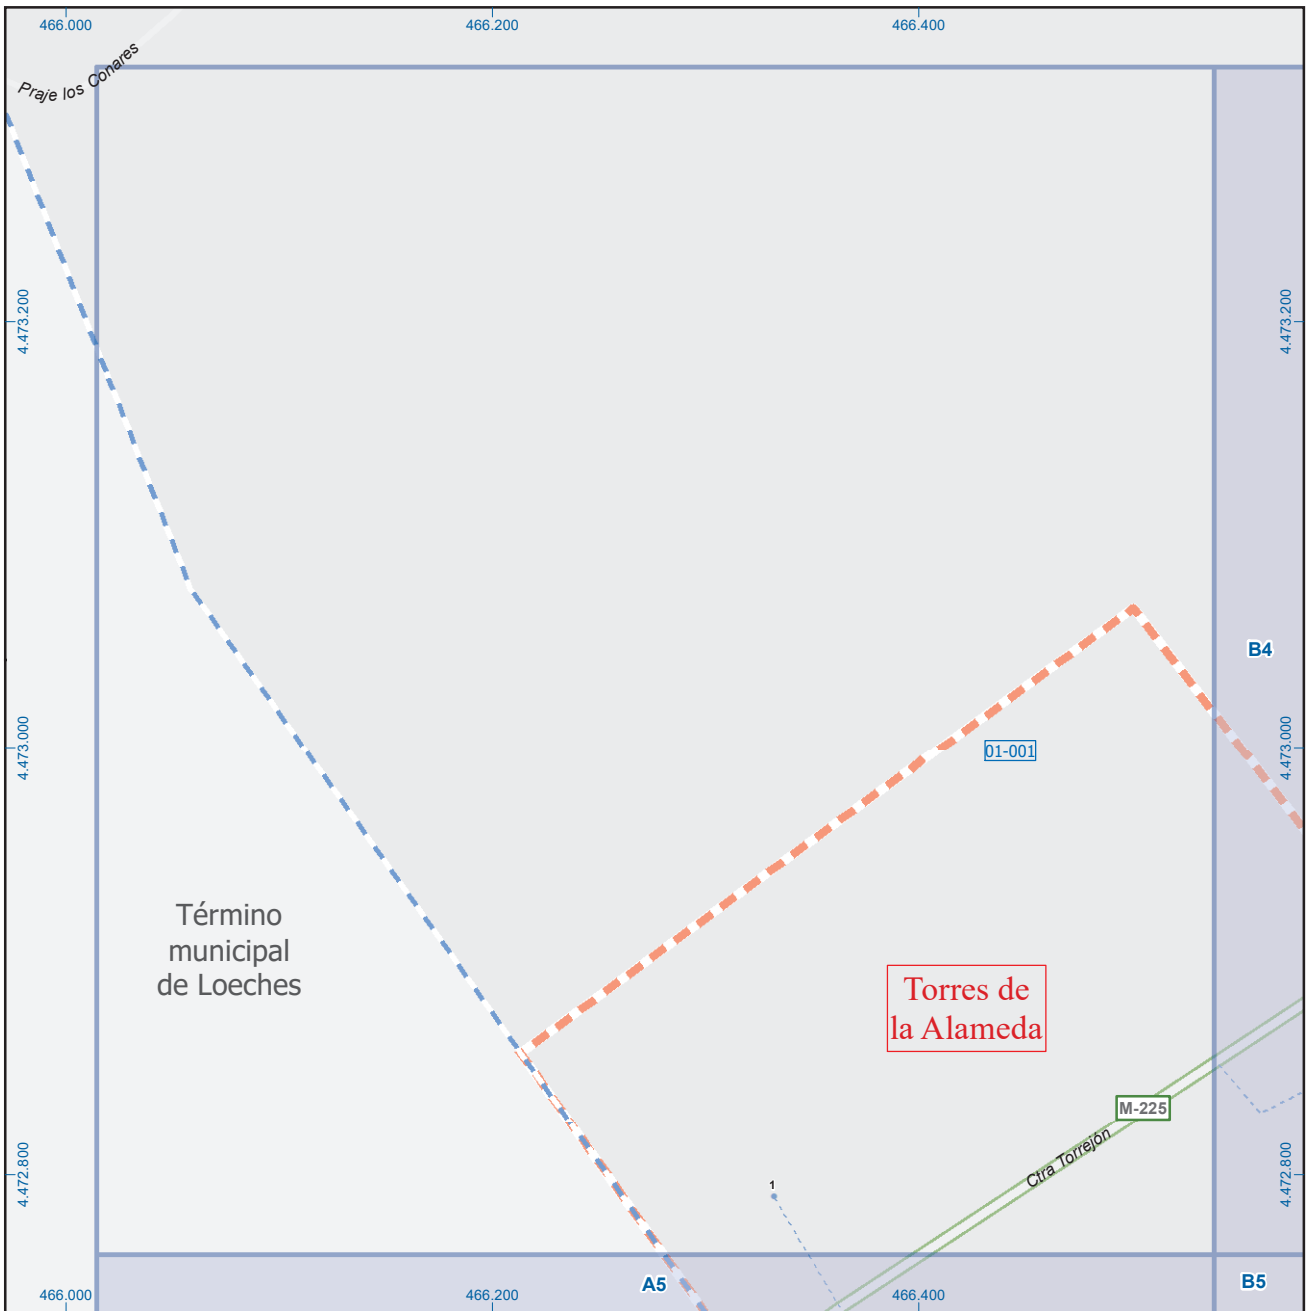 466.000
466.200
466.400
Praje los Conares
4.473.200
4.473.200
B4
4.473.000
01-001
4.473.000
Término
municipal
de Loeches
Torres de
la Alameda
M-225
Ctra Torrejón
4.472.800
1
4.472.800
A5
B5
466.000
466.200
466.400